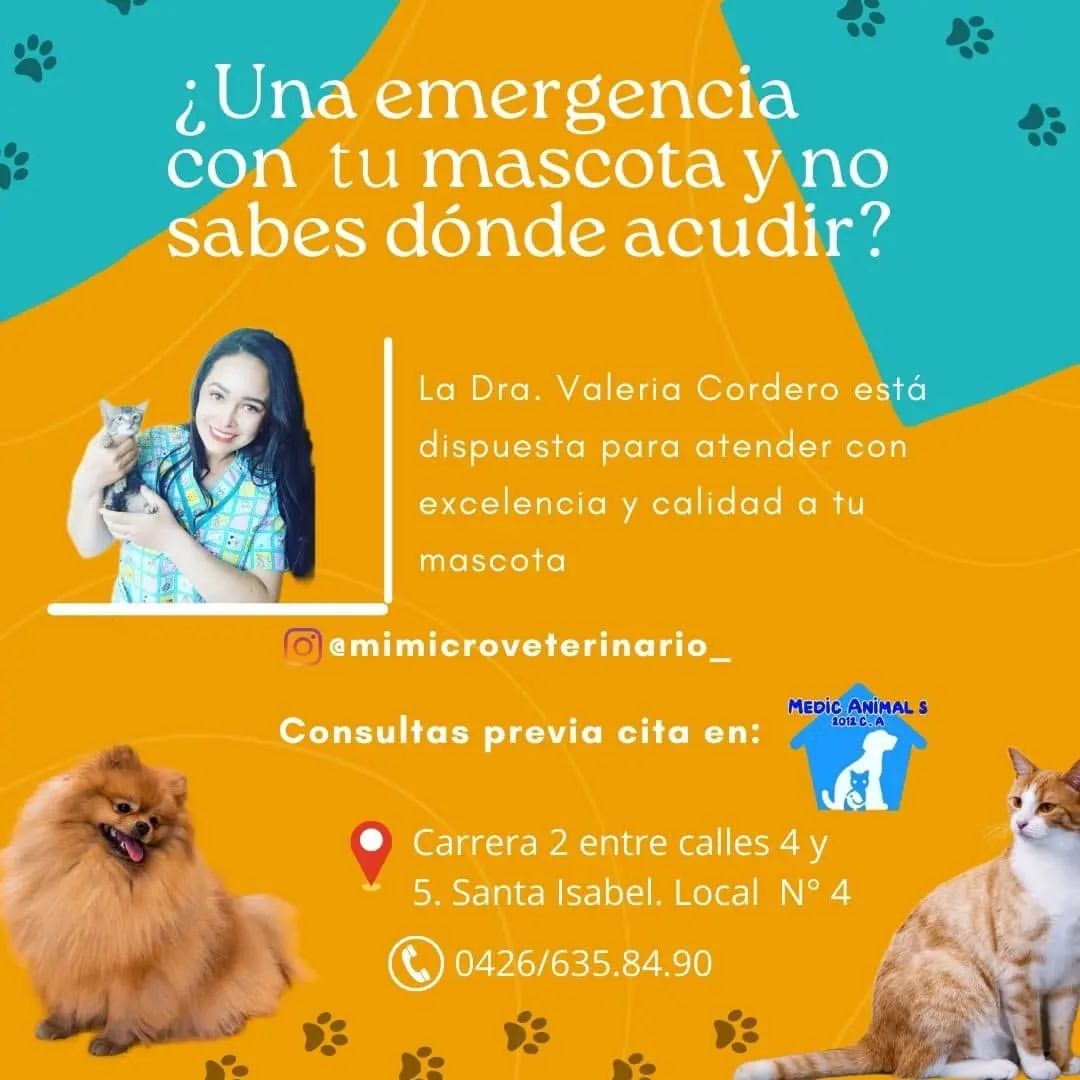 ¿Una emergencia
con tu mascota y no
sabes dónde acudir?
La Dra. Valeria Cordero está
dispuesta para atender con
excelencia y calidad a tu
mascota
@mimicroveterinario_
Consultas previa cita en:
MEDIC ANIMAL S
2012 C. A
Carrera 2 entre calles 4 y
5. Santa Isabel. Local N° 4
0426/635.84.90